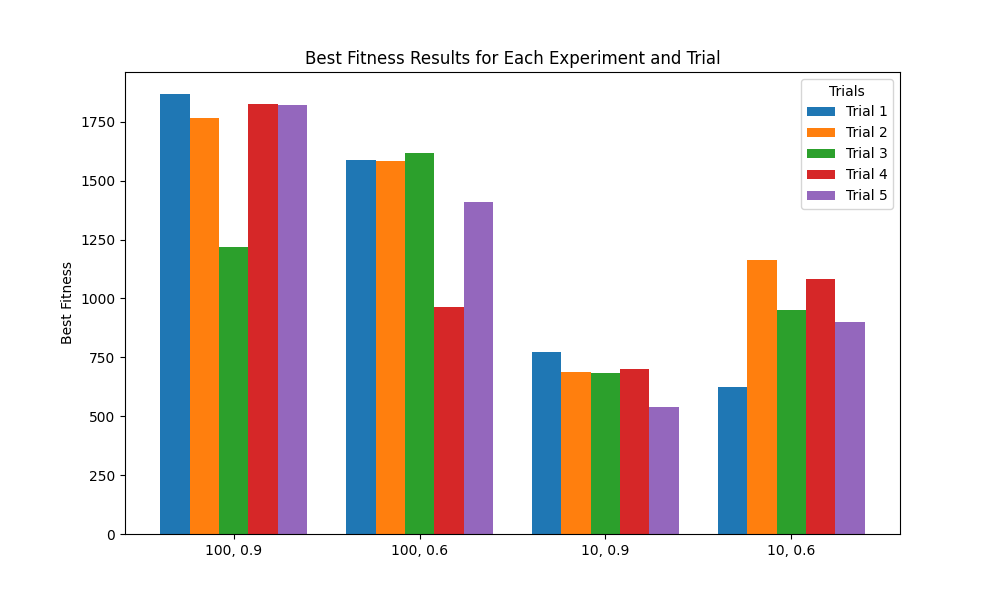 Best Fitness Results for Each Experiment and Trial
Trials
Trial 1
Trial 2
Trial 3
Trial 4
Trial 5
Best Fitness
1750
1500
1250
1000
750
500
250
0
100, 0.9
100, 0.6
10, 0.9
10, 0.6